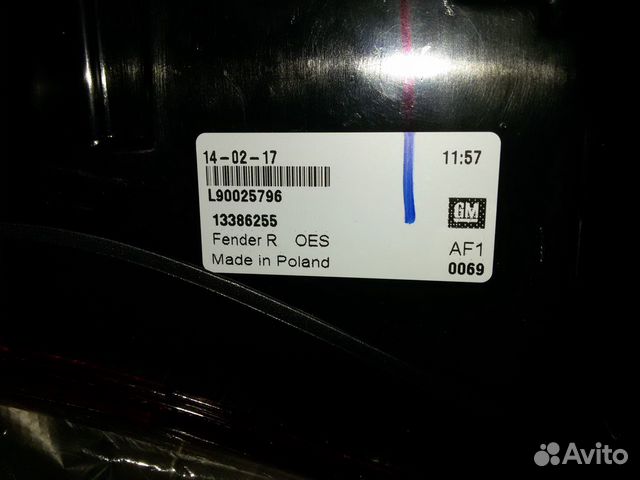 14-02-17 11:57
L90025796
GM
13386255
Fender R OES AF1
Made in Poland 0069
Avito